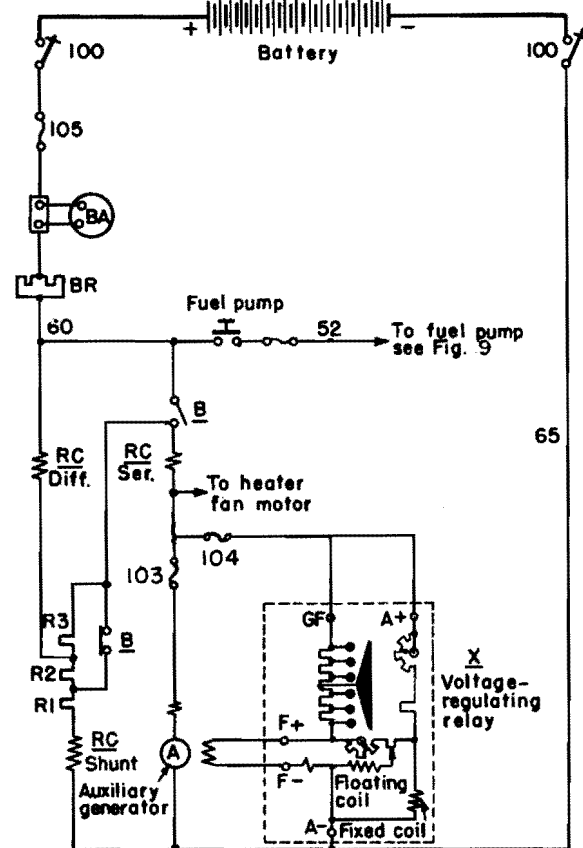 + -
Battery
100
100
105
BA
BR
Fuel pump
60
52
To fuel pump
see Fig. 9
B
65
RC
Diff.
RC
Ser.
To heater
fan motor
104
103
GF
A+
R3
B
X
Voltage-
regulating
relay
R2
R1
F+
RC
Shunt
A
F-
Floating
coil
Auxiliary
generator
A-
Fixed coil